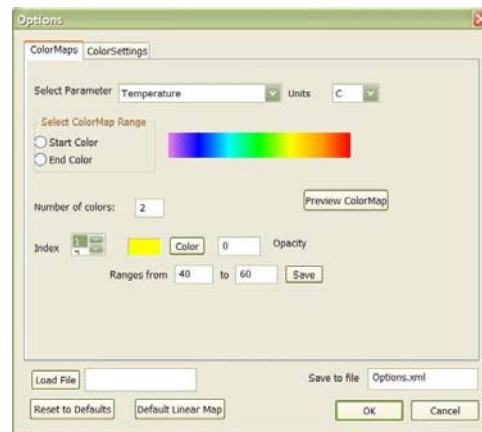 Options
ColorMaps ColorSettings
Select Parameter Temperature Units C
Select ColorMap Range
Start Color
End Color
Number of colors: 2 Preview ColorMap
Index 1 Color 0 Opacity
Ranges from 40 to 60 Save
Load File Save to file Options.xml
Reset to Defaults Default Linear Map OK Cancel